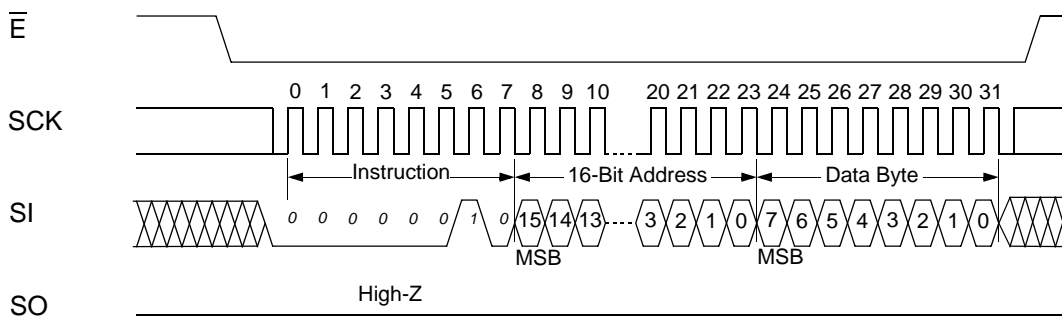 E
0 1 2 3 4 5 6 7 8 9 10 20 21 22 23 24 25 26 27 28 29 30 31
SCK
Instruction 16-Bit Address Data Byte
SI
0 0 0 0 0 0 1 0 15 14 13 3 2 1 0 7 6 5 4 3 2 1 0
MSB MSB
High-Z
SO